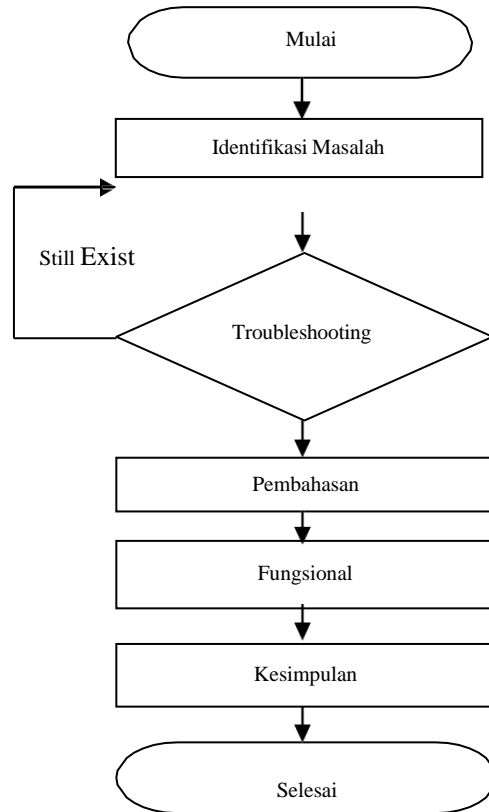 Mulai
Identifikasi Masalah
Still Exist
Troubleshooting
Pembahasan
Fungsional
Kesimpulan
Selesai